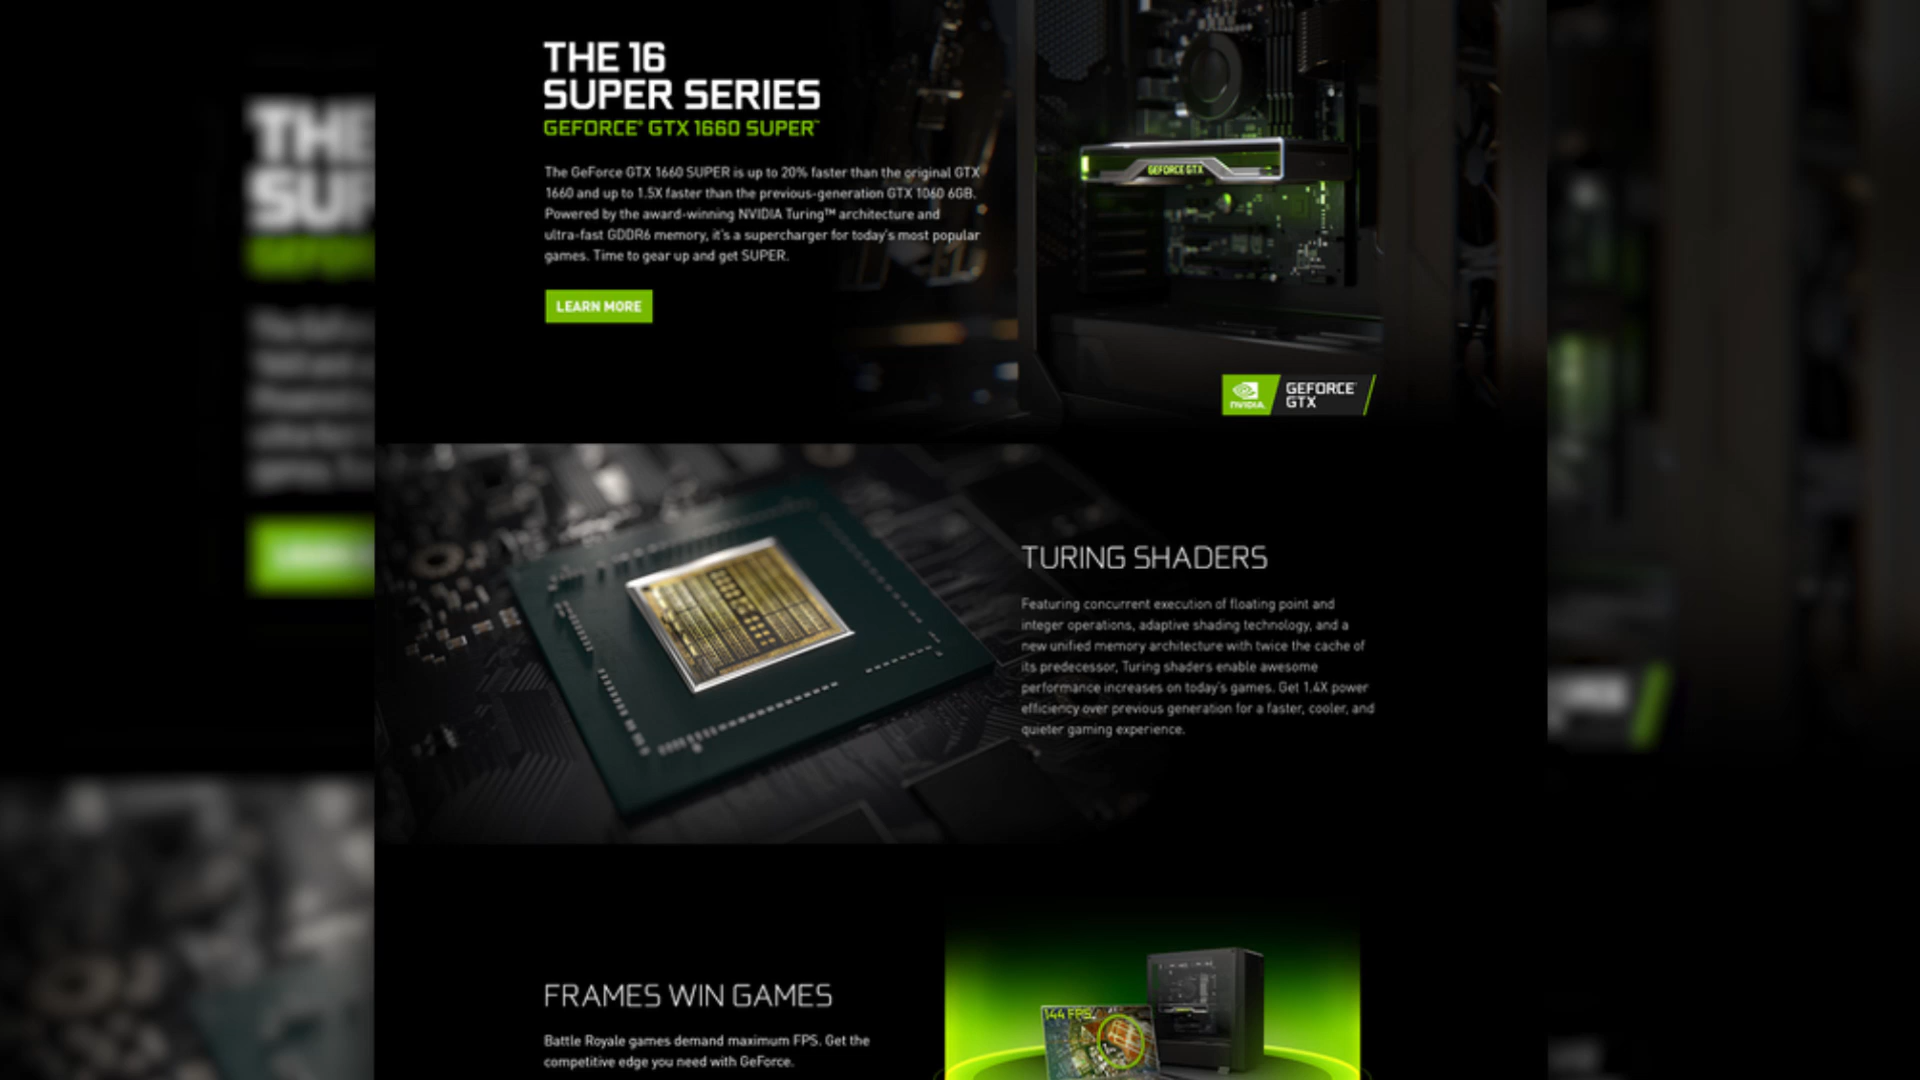 THE 16
SUPER SERIES
GEFORCE® GTX 1660 SUPER™
The GeForce GTX 1660 SUPER is up to 20% faster than the original GTX
1660 and up to 1.5X faster than the previous-generation GTX 1060 6GB.
Powered by the award-winning NVIDIA Turing™ architecture and
ultra-fast GDDR6 memory, it's a supercharger for today's most popular
games. Time to gear up and get SUPER.
LEARN MORE
GEFORCE GTX
NVIDIA.
GEFORCE
GTX
TURING SHADERS
Featuring concurrent execution of floating point and
integer operations, adaptive shading technology, and a
new unified memory architecture with twice the cache of
its predecessor, Turing shaders enable awesome
performance increases on today's games. Get 1.4X power
efficiency over previous generation for a faster, cooler, and
quieter gaming experience.
FRAMES WIN GAMES
Battle Royale games demand maximum FPS. Get the
competitive edge you need with GeForce.
144 FPS
THE
SUP